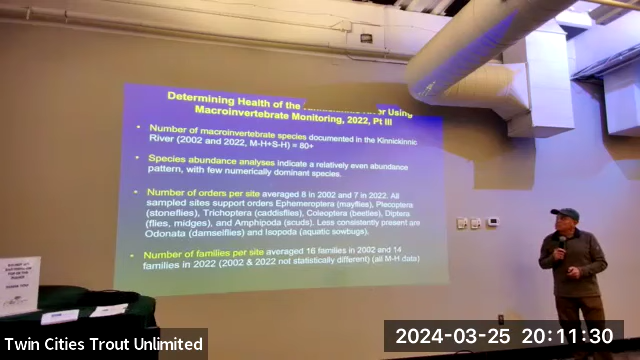 Determining Health of the Using
Macroinvertebrate Monitoring, 2022, Pt III
• Number of macroinvertebrate species documented in the Kinnickinnic
River (2002 and 2022, M-H+S-H) = 80+
• Species abundance analyses indicate a relatively even abundance
pattern, with few numerically dominant species.
• Number of orders per site averaged 8 in 2002 and 7 in 2022. All
sampled sites support orders Ephemeroptera (mayflies), Plecoptera
(stoneflies), Trichoptera (caddisflies), Coleoptera (beetles), Diptera
(flies, midges), and Amphipoda (scuds). Less consistently present are
Odonata (damselflies) and Isopoda (aquatic sowbugs).
• Number of families per site averaged 16 families in 2002 and 14
families in 2022 (2002 & 2022 not statistically different) (all M-H data)
Twin Cities Trout Unlimited
2024-03-25 20:11:30